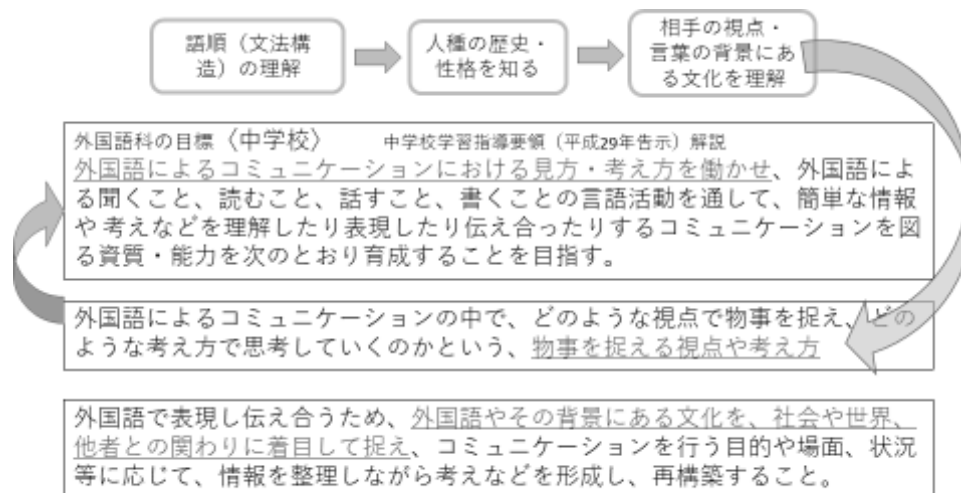 語順（文法構
造）の理解
人種の歴史・
性格を知る
相手の視点・
言葉の背景にあ
る文化を理解
外国語科の目標〈中学校〉 中学校学習指導要領（平成29年告示）解説
外国語によるコミュニケーションにおける見方・考え方を働かせ、外国語によ
る聞くこと、読むこと、話すこと、書くことの言語活動を通して、簡単な情報
や考えなどを理解したり表現したり伝え合ったりするコミュニケーションを図
る資質・能力を次のとおり育成することを目指す。
外国語によるコミュニケーションの中で、どのような視点で物事を捉え、どの
ような考え方で思考していくのかという、物事を捉える視点や考え方
外国語で表現し伝え合うため、外国語やその背景にある文化を、社会や世界、
他者との関わりに着目して捉え、コミュニケーションを行う目的や場面、状況
等に応じて、情報を整理しながら考えなどを形成し、再構築すること。